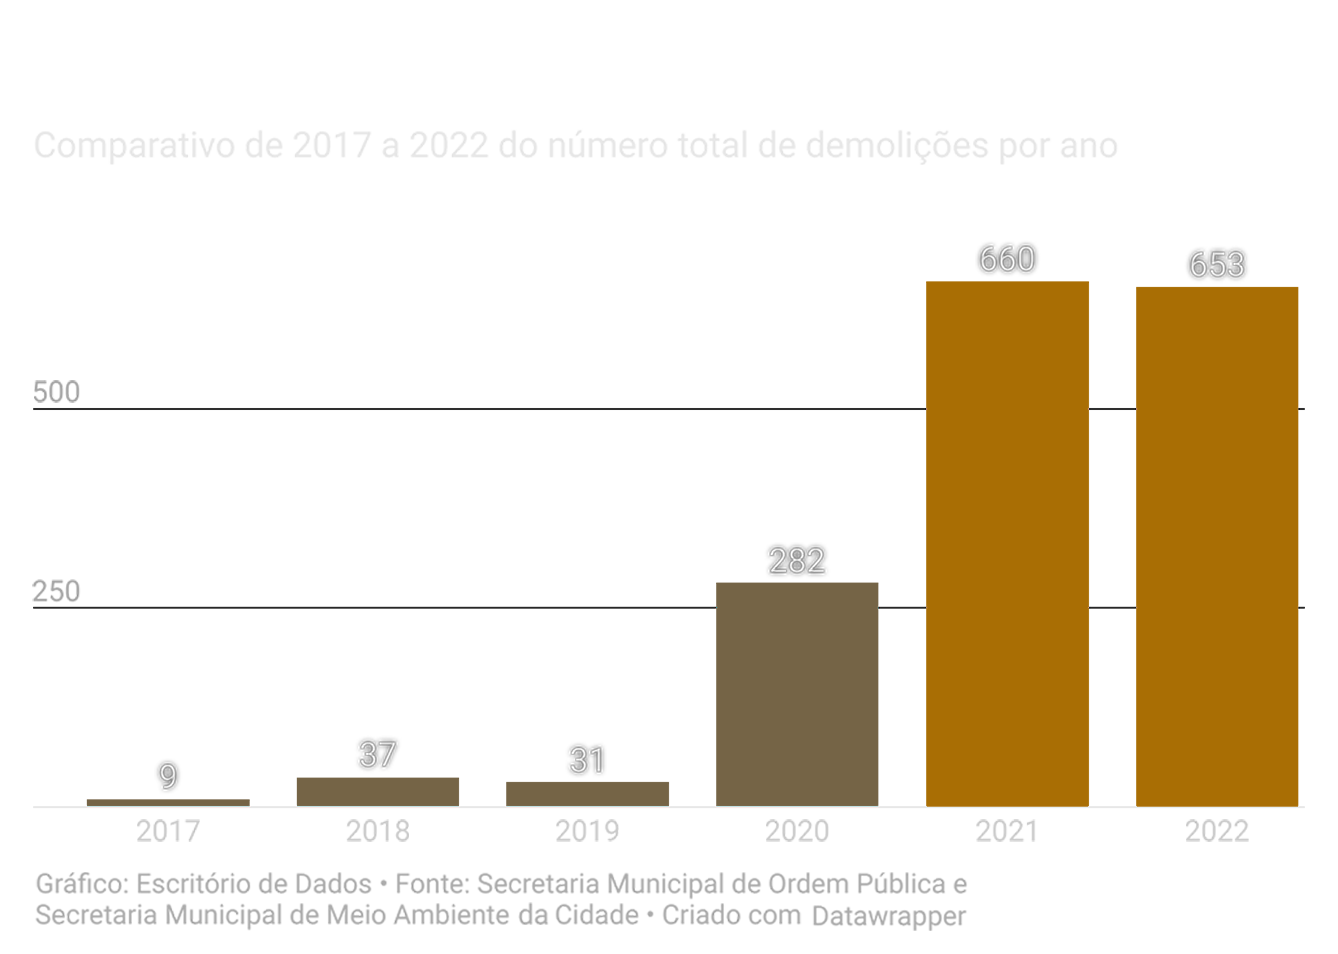 Comparativo de 2017 a 2022 do número total de demolições por ano
660
653
500
282
250
37
31
9
2017 2018 2019 2020 2021 2022
Gráfico: Escritório de Dados • Fonte: Secretaria Municipal de Ordem Pública e
Secretaria Municipal de Meio Ambiente da Cidade • Criado com Datawrapper